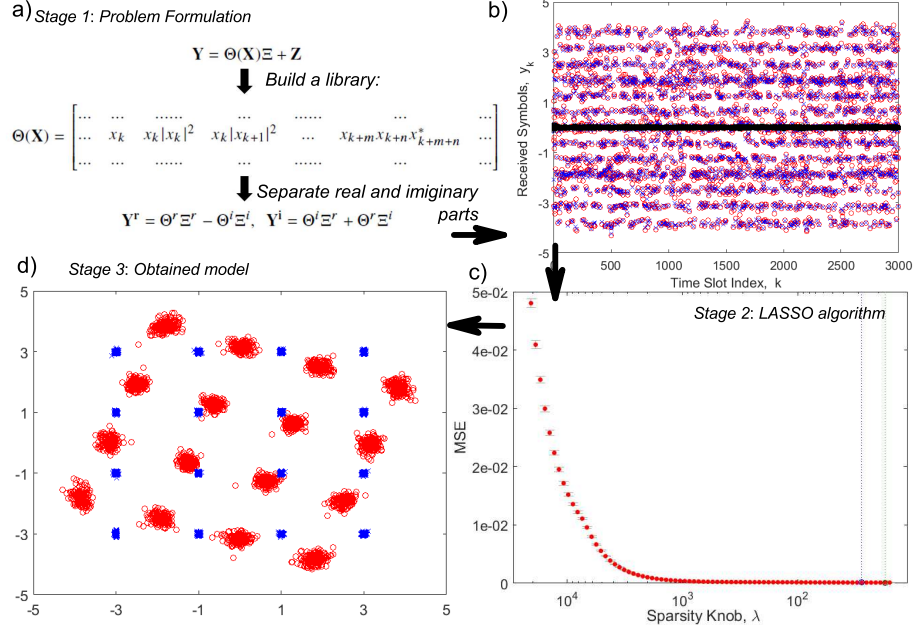 a)
Stage 1: Problem Formulation
Y = Θ(X)Ξ + Z
Build a library:
... ... ... ... ...
Θ(X) = ... x_k x_k|x_k|^2 x_k|x_{k+1}|^2 ... x_{k+m}x_{k+n}x^*_{k+m+n} ...
... ... ...... ... ... ... ...
Separate real and imiginary
parts
Y^r = Θ^rΞ^r − Θ^iΞ^i, Y^i = Θ^iΞ^r + Θ^rΞ^i
b)
5
3
1
-1
-3
-5
Received Symbols, y_k
500 1000 1500 2000 2500 3000
Time Slot Index, k
c)
Stage 2: LASSO algorithm
5e-02
4e-02
3e-02
2e-02
1e-02
0
MSE
10^4 10^3 10^2
Sparsity Knob, λ
d)
Stage 3: Obtained model
5
3
1
-1
-3
-5
-5 -3 -1 1 3 5